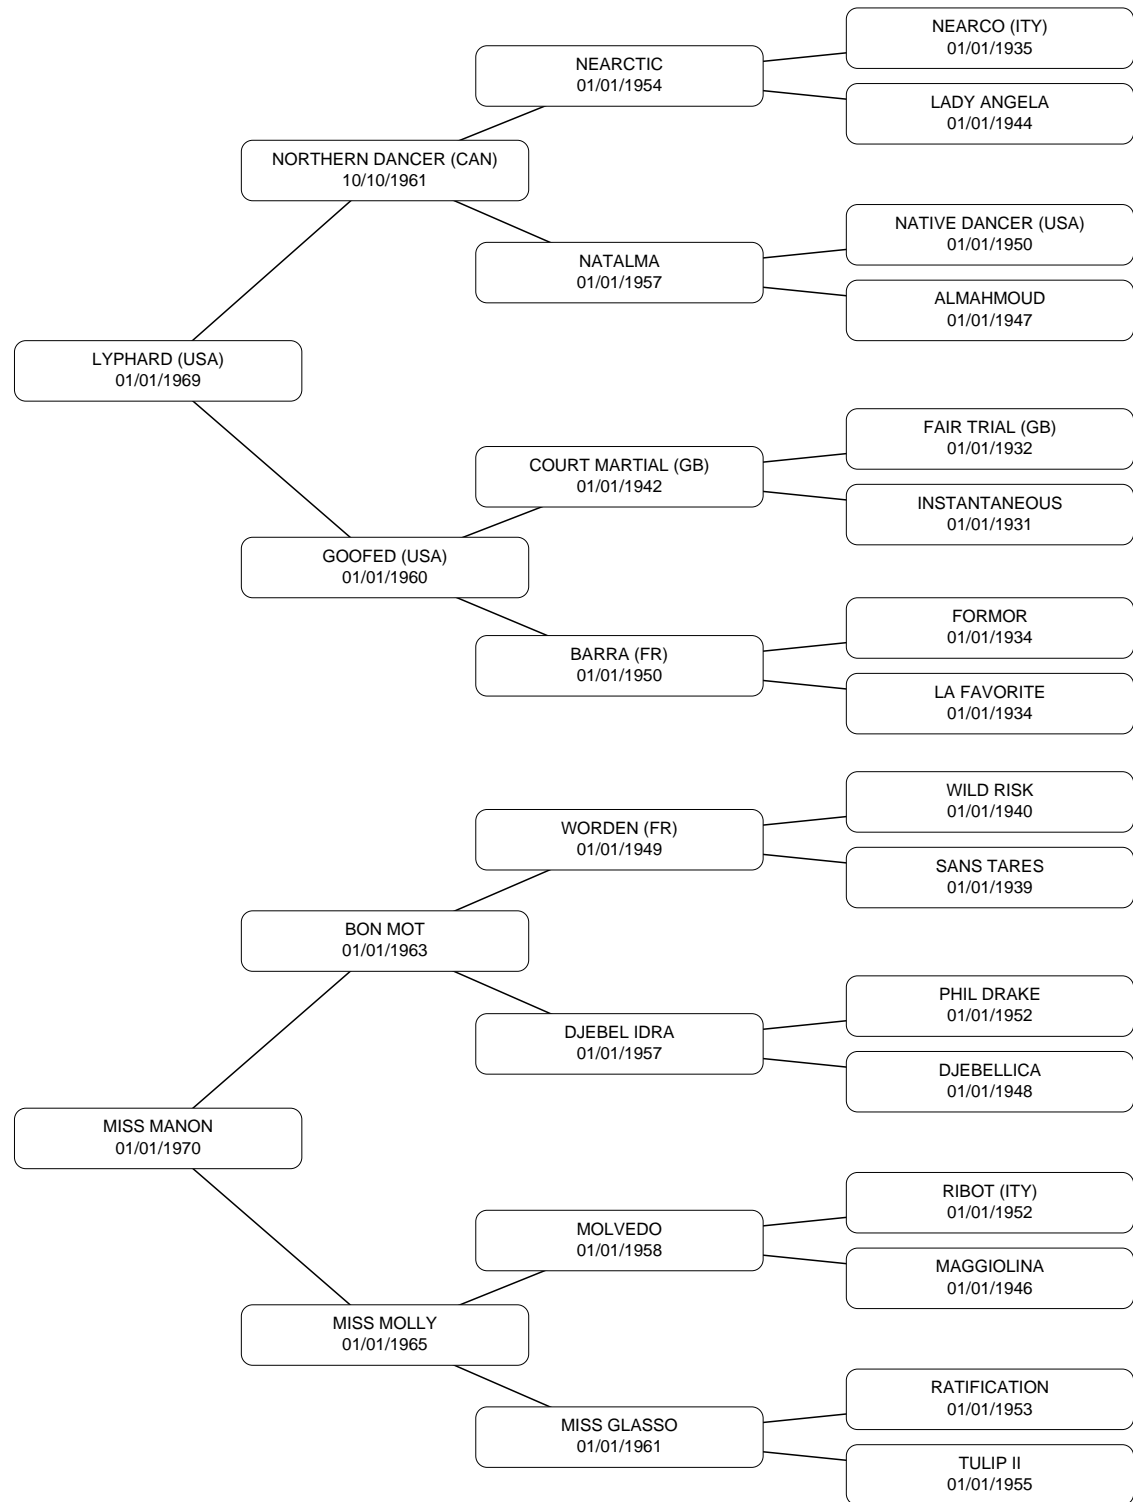 NEARCO (ITY)
01/01/1935
NEARCTIC
01/01/1954
LADY ANGELA
01/01/1944
NORTHERN DANCER (CAN)
10/10/1961
NATIVE DANCER (USA)
01/01/1950
NATALMA
01/01/1957
ALMAHMOUD
01/01/1947
LYPHARD (USA)
01/01/1969
FAIR TRIAL (GB)
01/01/1932
COURT MARTIAL (GB)
01/01/1942
INSTANTANEOUS
01/01/1931
GOOFED (USA)
01/01/1960
FORMOR
01/01/1934
BARRA (FR)
01/01/1950
LA FAVORITE
01/01/1934
WILD RISK
01/01/1940
WORDEN (FR)
01/01/1949
SANS TARES
01/01/1939
BON MOT
01/01/1963
PHIL DRAKE
01/01/1952
DJEBEL IDRA
01/01/1957
DJEBELLICA
01/01/1948
MISS MANON
01/01/1970
RIBOT (ITY)
01/01/1952
MOLVEDO
01/01/1958
MAGGIOLINA
01/01/1946
MISS MOLLY
01/01/1965
RATIFICATION
01/01/1953
MISS GLASSO
01/01/1961
TULIP II
01/01/1955